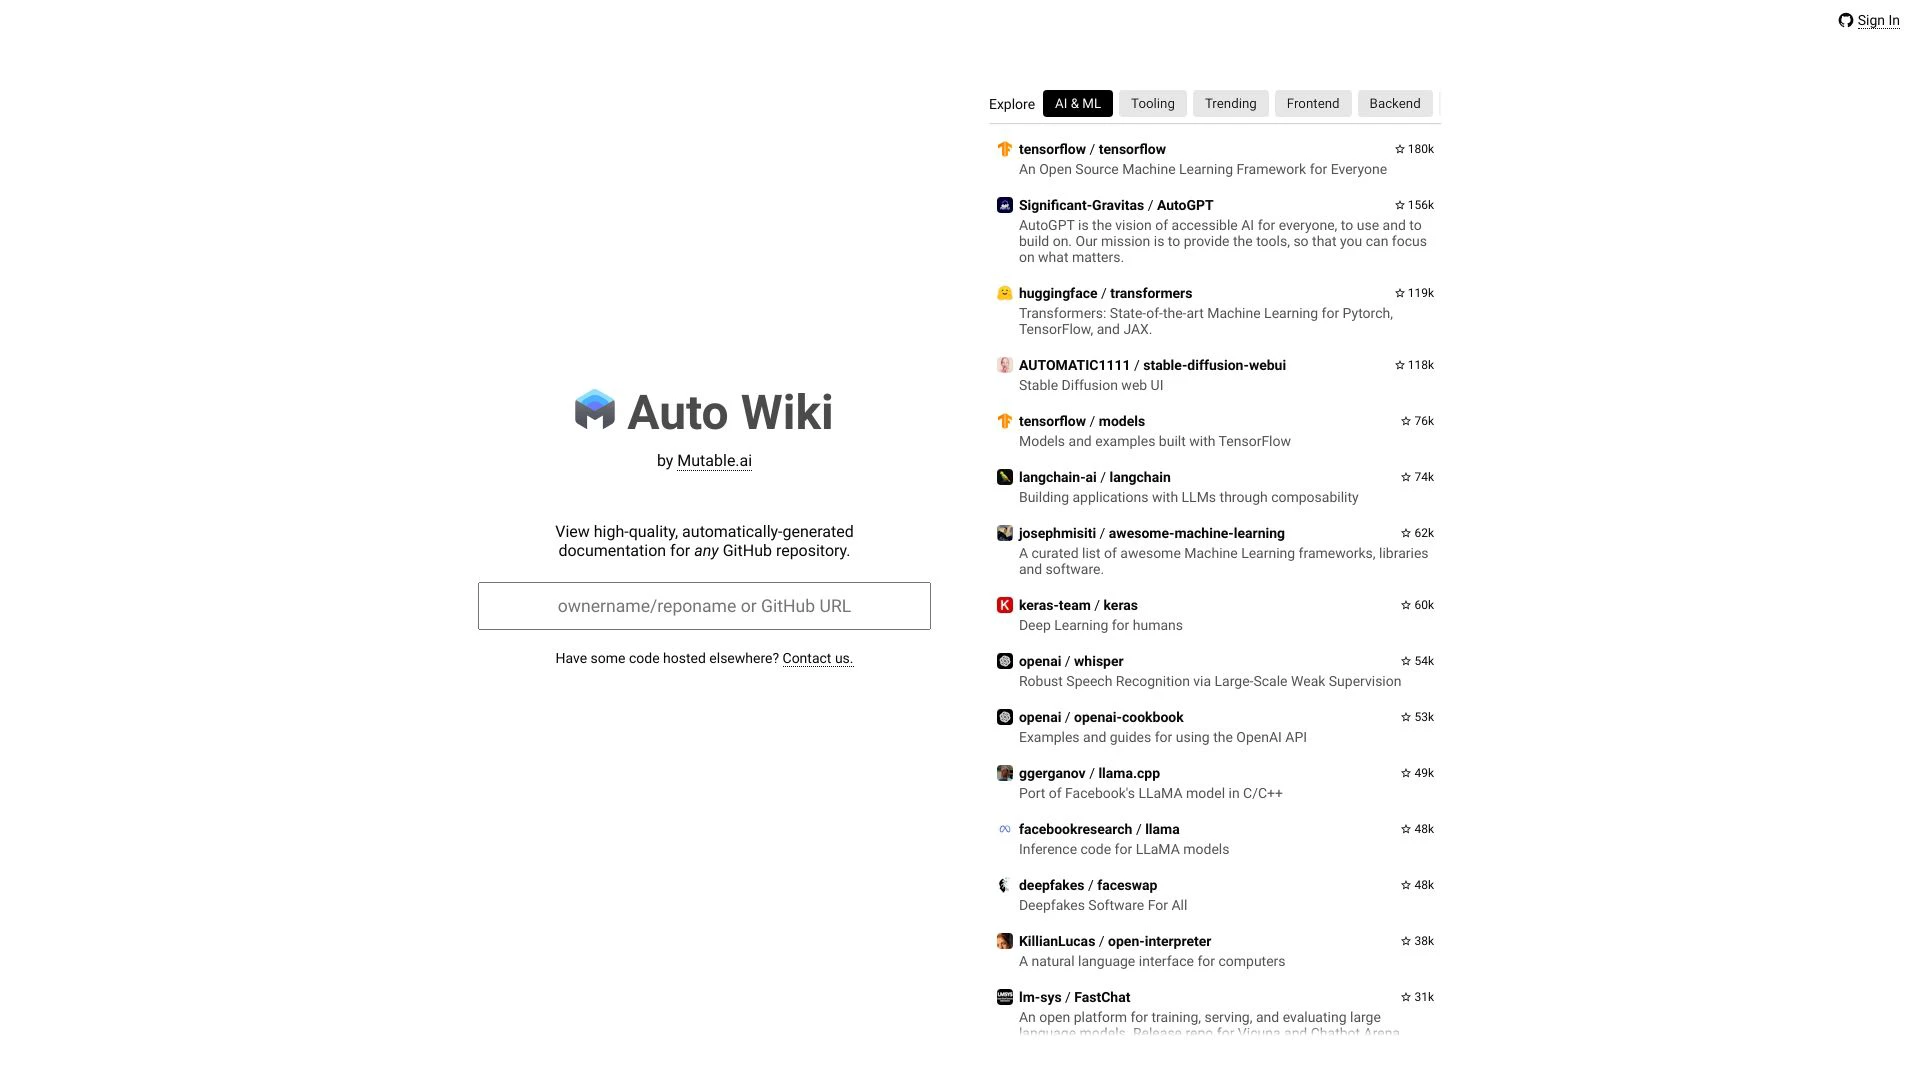 Sign In
Auto Wiki
by Mutable.ai
View high-quality, automatically-generated
documentation for any GitHub repository.
ownername/reponame or GitHub URL
Have some code hosted elsewhere? Contact us.
Explore AI & ML Tooling Trending Frontend Backend
tensorflow / tensorflow 180k
An Open Source Machine Learning Framework for Everyone
Significant-Gravitas / AutoGPT 156k
AutoGPT is the vision of accessible AI for everyone, to use and to
build on. Our mission is to provide the tools, so that you can focus
on what matters.
huggingface / transformers 119k
Transformers: State-of-the-art Machine Learning for Pytorch,
TensorFlow, and JAX.
AUTOMATIC1111 / stable-diffusion-webui 118k
Stable Diffusion web UI
tensorflow / models 76k
Models and examples built with TensorFlow
langchain-ai / langchain 74k
Building applications with LLMs through composability
josephmisiti / awesome-machine-learning 62k
A curated list of awesome Machine Learning frameworks, libraries
and software.
keras-team / keras 60k
Deep Learning for humans
openai / whisper 54k
Robust Speech Recognition via Large-Scale Weak Supervision
openai / openai-cookbook 53k
Examples and guides for using the OpenAI API
ggerganov / llama.cpp 49k
Port of Facebook's LLaMA model in C/C++
facebookresearch / llama 48k
Inference code for LLaMA models
deepfakes / faceswap 48k
Deepfakes Software For All
KillianLucas / open-interpreter 38k
A natural language interface for computers
lm-sys / FastChat 31k
An open platform for training, serving, and evaluating large
language models. Release repo for Vicuna and Chatbot Arena.